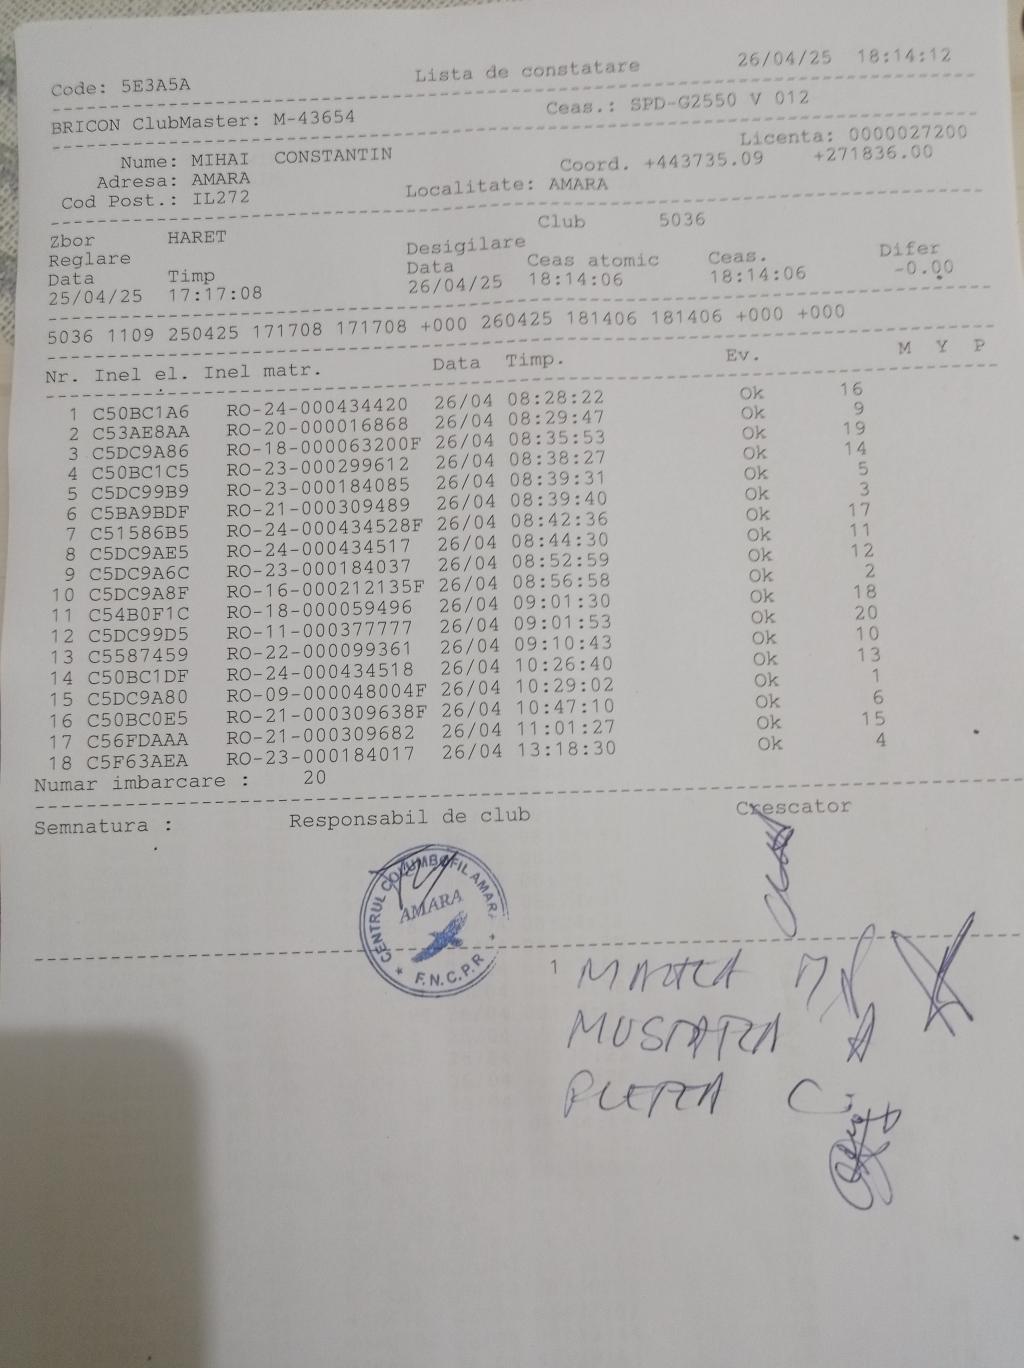 Code: 5E3A5A Lista de constatare 26/04/25 18:14:12
BRICON ClubMaster: M-43654 Ceas.: SPD-G2550 V 012
Licenta: 0000027200
Nume: MIHAI CONSTANTIN Coord. +443735.09 +271836.00
Adresa: AMARA
Cod Post.: IL272 Localitate: AMARA
Club 5036
Zbor HARET
Reglare Desigilare
Data Timp Data Ceas atomic Ceas. Difer
25/04/25 17:17:08 26/04/25 18:14:06 18:14:06 -0.00
5036 1109 250425 171708 171708 +000 260425 181406 181406 +000 +000
Nr. Inel el. Inel matr. Data Timp. Ev. M Y P
1 C50BC1A6 RO-24-000434420 26/04 08:28:22 Ok 16
2 C53AE8AA RO-20-000016868 26/04 08:29:47 Ok 9
3 C5DC9A86 RO-18-000063200F 26/04 08:35:53 Ok 19
4 C50BC1C5 RO-23-000299612 26/04 08:38:27 Ok 14
5 C5DC99B9 RO-23-000184085 26/04 08:39:31 Ok 5
6 C5BA9BDF RO-21-000309489 26/04 08:39:40 Ok 3
7 C51586B5 RO-24-000434528F 26/04 08:42:36 Ok 17
8 C5DC9AE5 RO-24-000434517 26/04 08:44:30 Ok 11
9 C5DC9A6C RO-23-000184037 26/04 08:52:59 Ok 12
10 C5DC9A8F RO-16-000212135F 26/04 08:56:58 Ok 2
11 C54B0F1C RO-18-000059496 26/04 09:01:30 Ok 18
12 C5DC99D5 RO-11-000377777 26/04 09:01:53 Ok 20
13 C5587459 RO-22-000099361 26/04 09:10:43 Ok 10
14 C50BC1DF RO-24-000434518 26/04 10:26:40 Ok 13
15 C5DC9A80 RO-09-000048004F 26/04 10:29:02 Ok 1
16 C50BC0E5 RO-21-000309638F 26/04 10:47:10 Ok 6
17 C56FDAAA RO-21-000309682 26/04 11:01:27 Ok 15
18 C5F63AEA RO-23-000184017 26/04 13:18:30 Ok 4
Numar imbarcare : 20
Semnatura : Responsabil de club Crescator
CENTRUL COLUMBOFIL AMARA
AMARA
F.N.C.P.R
1
MUSTATEA
PLETEA C.